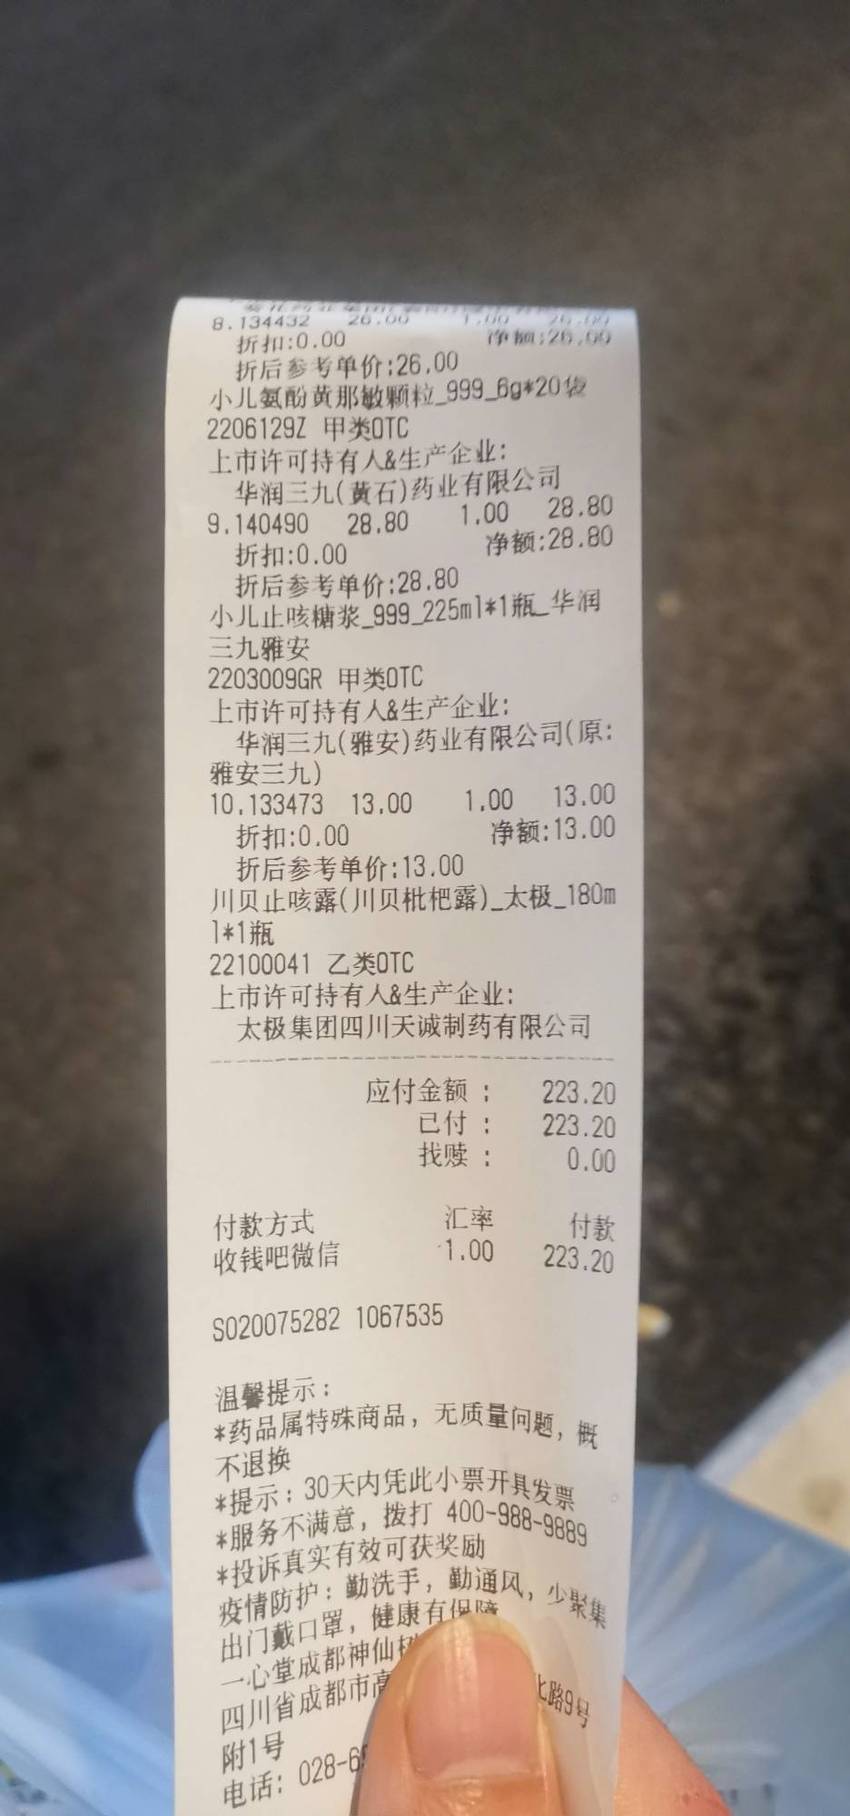 8.134432 26.00 1.00 26.00
折扣:0.00 净额:26.00
折后参考单价:26.00
小儿氨酚黄那敏颗粒_999_6g*20袋
2206129Z 甲类OTC
上市许可持有人&生产企业:
华润三九(黄石)药业有限公司
9.140490 28.80 1.00 28.80
折扣:0.00 净额:28.80
折后参考单价:28.80
小儿止咳糖浆_999_225ml*1瓶_华润
三九雅安
2203009GR 甲类OTC
上市许可持有人&生产企业:
华润三九(雅安)药业有限公司(原:
雅安三九)
10.133473 13.00 1.00 13.00
折扣:0.00 净额:13.00
折后参考单价:13.00
川贝止咳露(川贝枇杷露)_太极_180m
l*1瓶
22100041 乙类OTC
上市许可持有人&生产企业:
太极集团四川天诚制药有限公司
应付金额 : 223.20
已付 : 223.20
找赎 : 0.00
付款方式 汇率 付款
收钱吧微信 1.00 223.20
S020075282 1067535
温馨提示:
*药品属特殊商品，无质量问题，概
不退换
*提示：30天内凭此小票开具发票
*服务不满意，拨打 400-988-9889
*投诉真实有效可获奖励
疫情防护：勤洗手，勤通风，少聚集
出门戴口罩，健康有保障
一心堂成都神仙树
四川省成都市高 北路9号
附1号
电话: 028-6